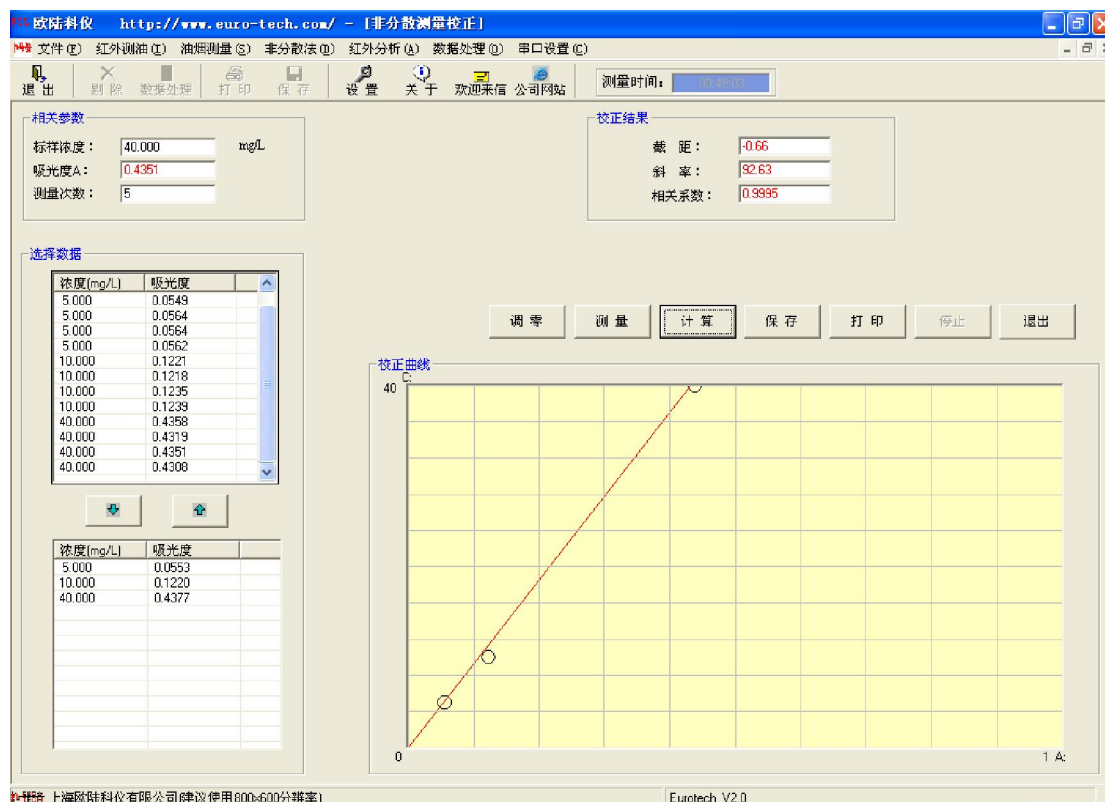 欧陆科仪 http://www.euro-tech.com/ - [非分散测量校正]
文件(F) 红外测油(I) 油烟测量(S) 非分散法(D) 红外分析(A) 数据处理(O) 串口设置(C)
退出 剔除 数据处理 打印 保存 设置 关于 欢迎来信 公司网站 测量时间: 00:49:03
相关参数
标样浓度: 40.000 mg/L
吸光度A: 0.4351
测量次数: 5
校正结果
截 距: -0.66
斜 率: 92.63
相关系数: 0.9995
选择数据
浓度(mg/L) 吸光度
5.000 0.0549
5.000 0.0564
5.000 0.0564
5.000 0.0562
10.000 0.1221
10.000 0.1218
10.000 0.1235
10.000 0.1239
40.000 0.4358
40.000 0.4319
40.000 0.4351
40.000 0.4308
调零 测量 计算 保存 打印 停止 退出
校正曲线
C:
40
0
1 A:
浓度(mg/L) 吸光度
5.000 0.0553
10.000 0.1220
40.000 0.4377
上海欧陆科仪有限公司(建议使用800×600分辨率) Eurotech V2.0